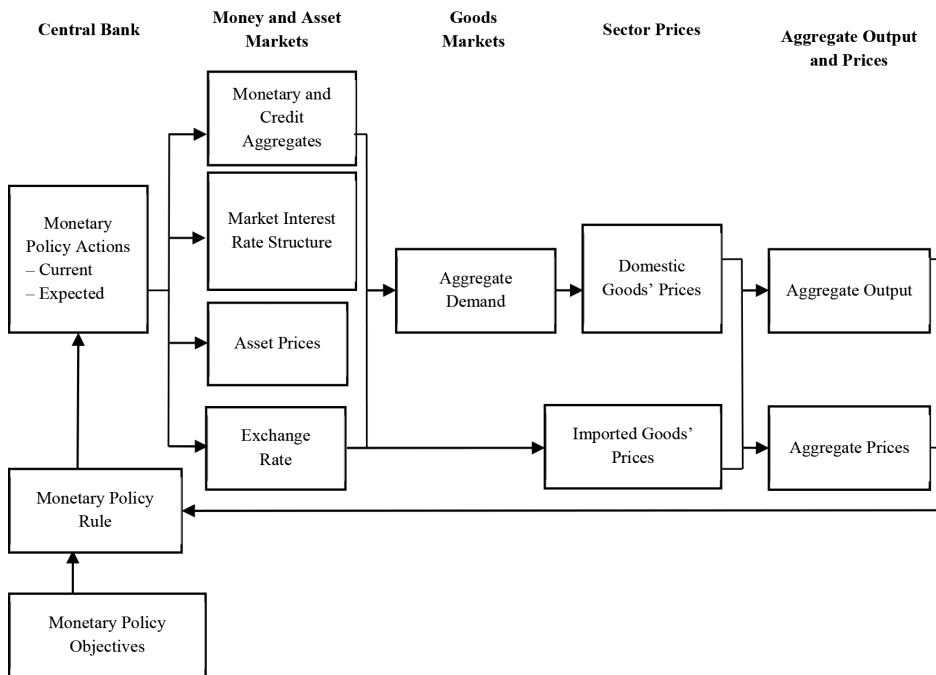 Central Bank
Money and Asset
Markets
Goods
Markets
Sector Prices
Aggregate Output
and Prices
Monetary and
Credit
Aggregates
Monetary
Policy Actions
– Current
– Expected
Market Interest
Rate Structure
Asset Prices
Exchange
Rate
Aggregate
Demand
Domestic
Goods’ Prices
Imported Goods’
Prices
Aggregate Output
Aggregate Prices
Monetary Policy
Rule
Monetary Policy
Objectives